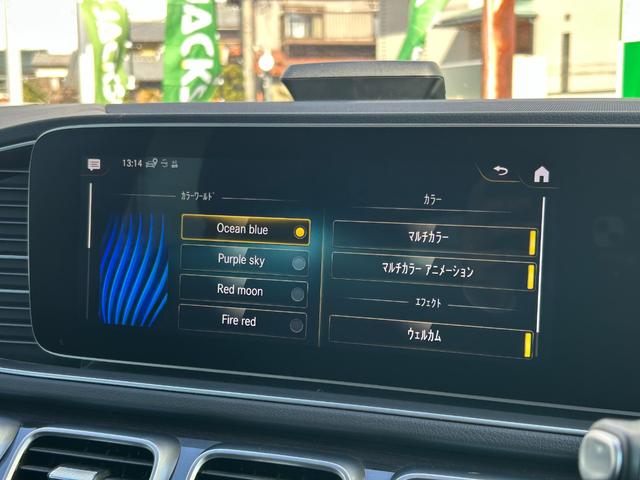 ACKS
13:14
カラーワールド
Ocean blue
Purple sky
Red moon
Fire red
カラー
マルチカラー
マルチカラー アニメーション
エフェクト
ウェルカム